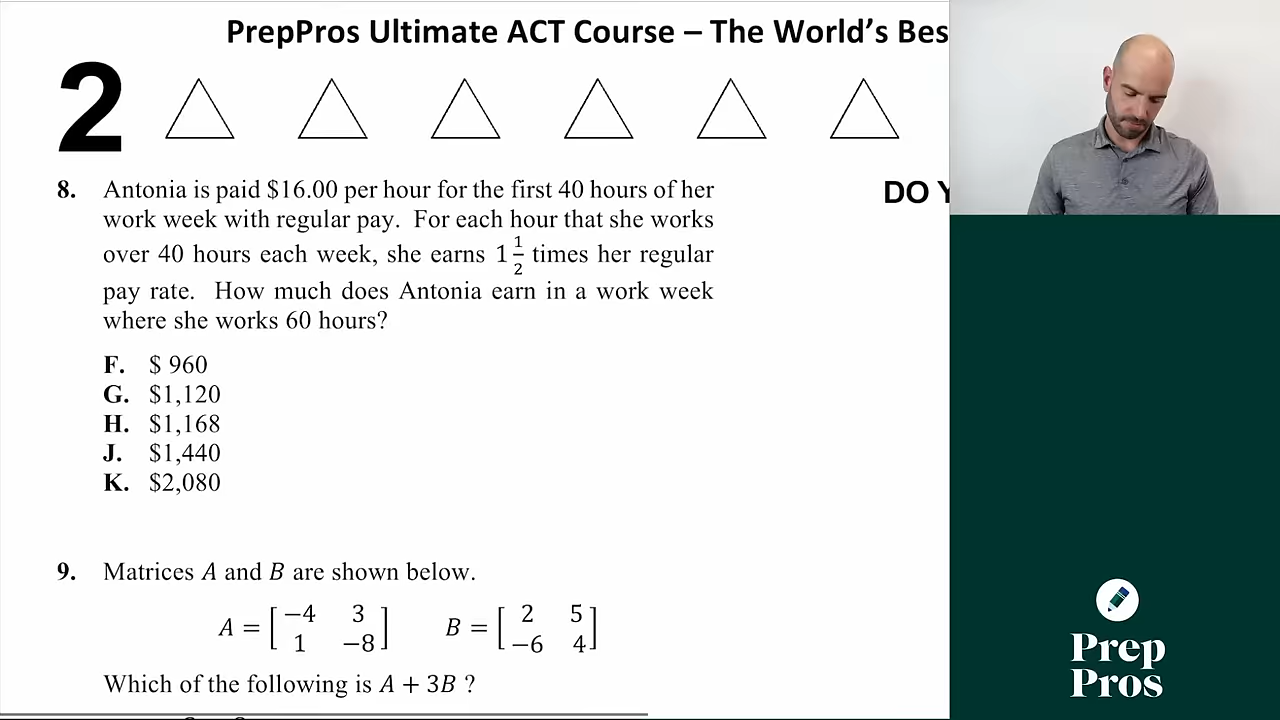 PrepPros Ultimate ACT Course – The World’s Bes
2
8. Antonia is paid $16.00 per hour for the first 40 hours of her
work week with regular pay. For each hour that she works
over 40 hours each week, she earns 1 1/2 times her regular
pay rate. How much does Antonia earn in a work week
where she works 60 hours?
DO Y
F. $ 960
G. $1,120
H. $1,168
J. $1,440
K. $2,080
9. Matrices A and B are shown below.
A = [−4 3
1 −8] B = [2 5
−6 4]
Which of the following is A + 3B ?
Prep
Pros